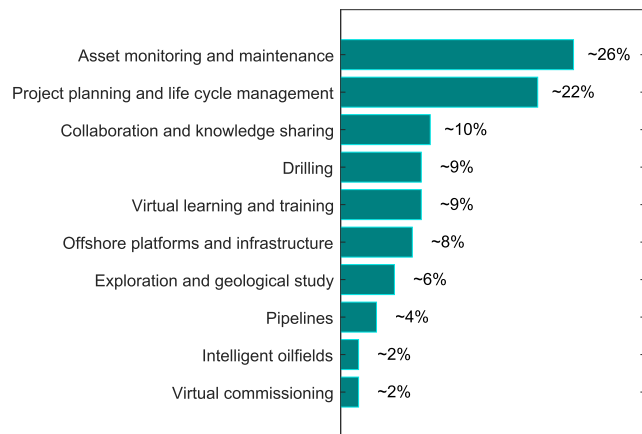 Asset monitoring and maintenance ~26%
Project planning and life cycle management ~22%
Collaboration and knowledge sharing ~10%
Drilling ~9%
Virtual learning and training ~9%
Offshore platforms and infrastructure ~8%
Exploration and geological study ~6%
Pipelines ~4%
Intelligent oilfields ~2%
Virtual commissioning ~2%